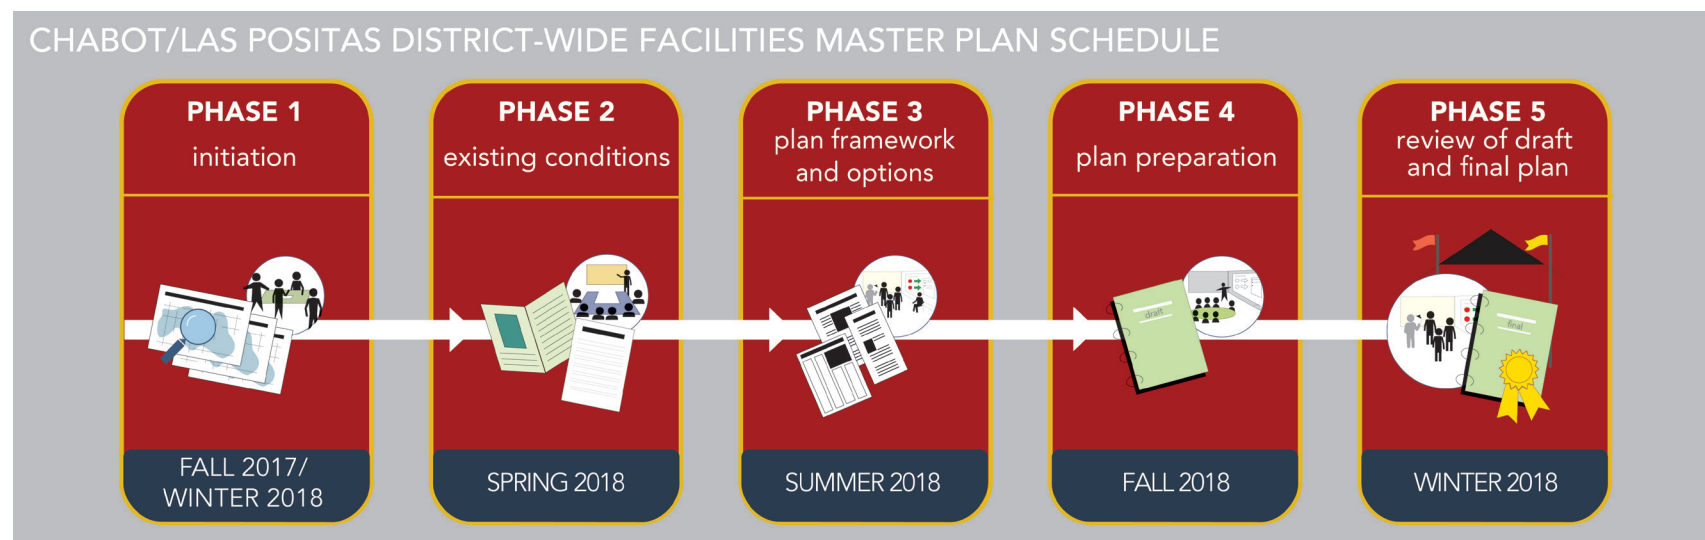 CHABOT/LAS POSITAS DISTRICT-WIDE FACILITIES MASTER PLAN SCHEDULE
PHASE 1
initiation
FALL 2017/
WINTER 2018
PHASE 2
existing conditions
SPRING 2018
PHASE 3
plan framework
and options
SUMMER 2018
PHASE 4
plan preparation
draft
FALL 2018
PHASE 5
review of draft
and final plan
final
WINTER 2018